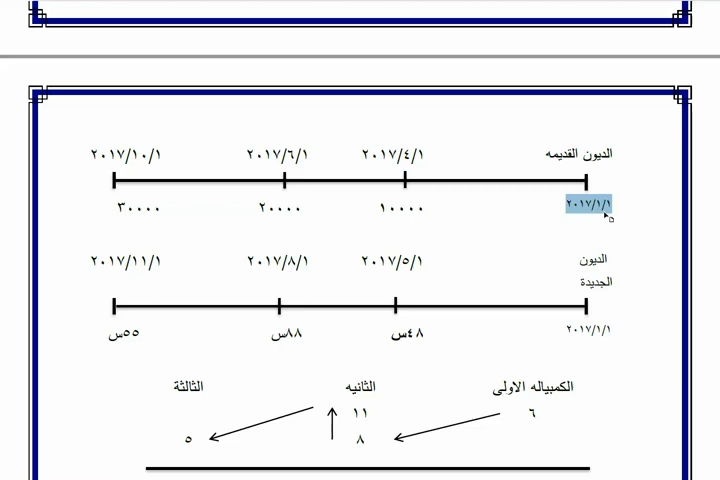 الديون القديمه ٢٠١٧/٤/١ ٢٠١٧/٦/١ ٢٠١٧/١٠/١
٢٠١٧/١/١ ١٠٠٠٠ ٢٠٠٠٠ ٣٠٠٠٠
الديون ٢٠١٧/٥/١ ٢٠١٧/٨/١ ٢٠١٧/١١/١
الجديدة
٢٠١٧/١/١ ٤٨س ٨٨س ٥٥س
الكمبياله الاولى الثانيه الثالثة
٦ ١١
٨ ٥